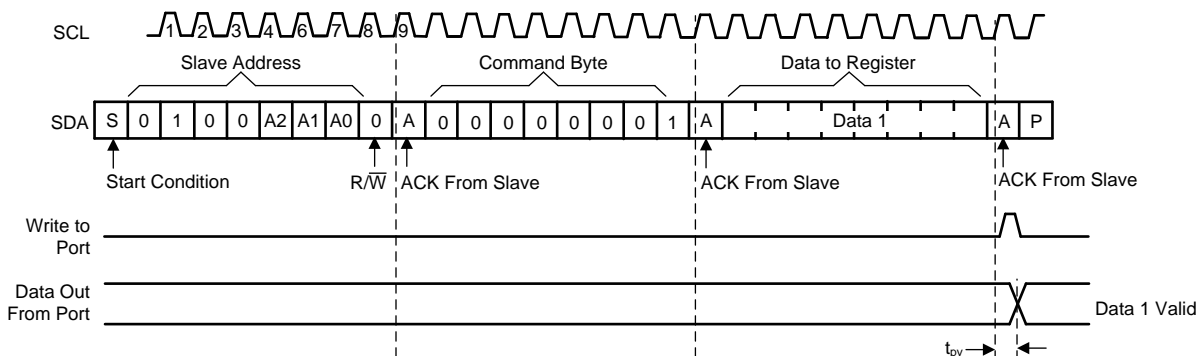 SCL 1 2 3 4 6 7 8 9
Slave Address Command Byte Data to Register
SDA S 0 1 0 0 A2 A1 A0 0 A 0 0 0 0 0 0 0 1 A Data 1 A P
Start Condition R/W̅ ACK From Slave ACK From Slave ACK From Slave
Write to
Port
Data Out
From Port
Data 1 Valid
tpv